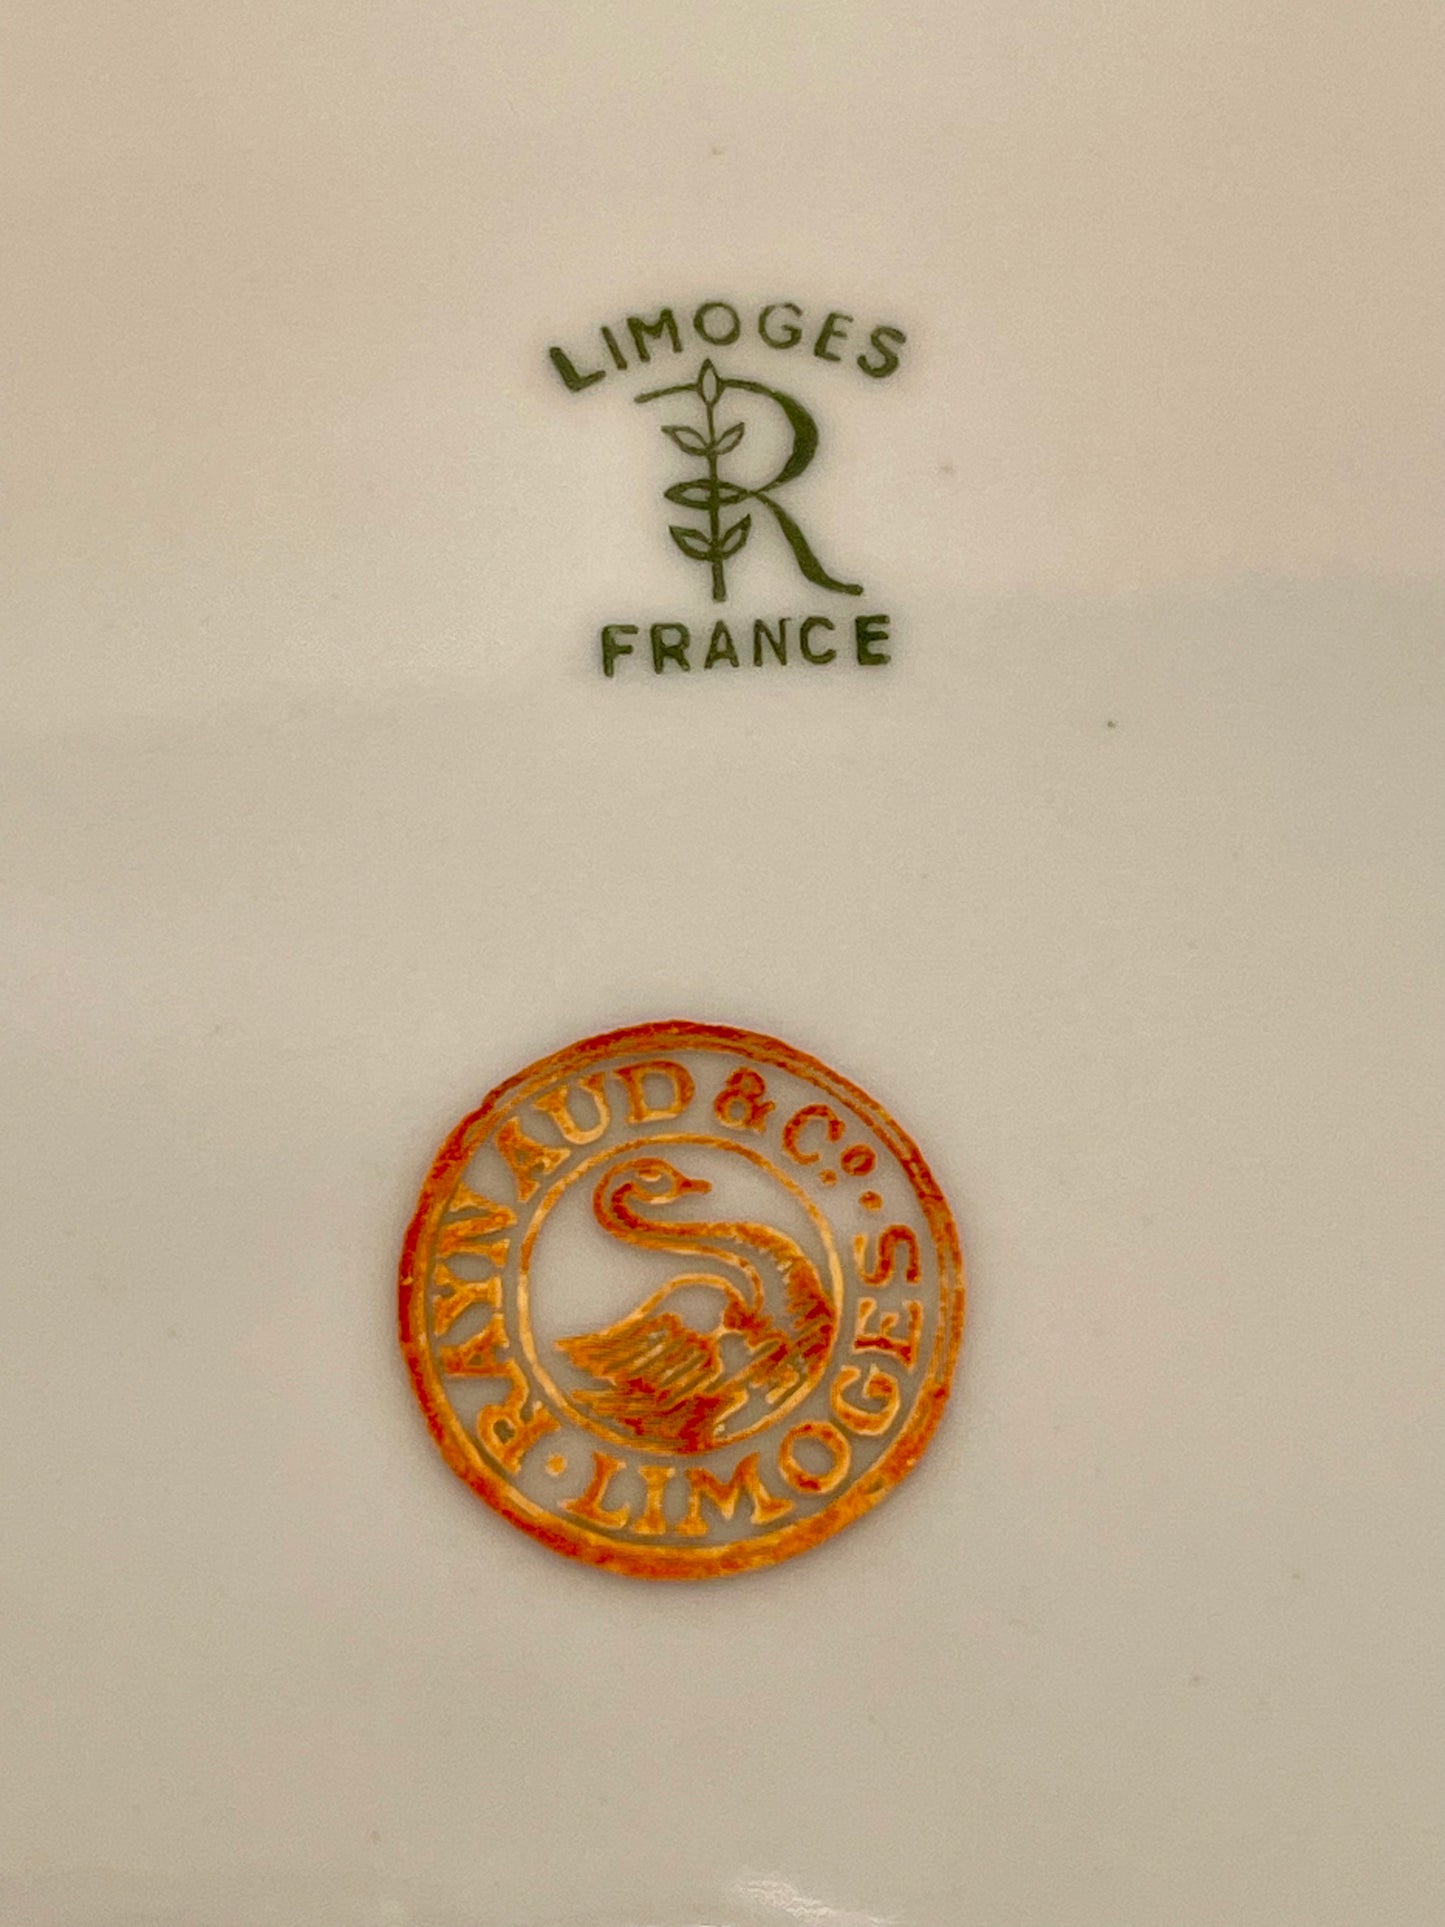 LIMOGES
R
FRANCE
RAYNAUD & Cº.
LIMOGES